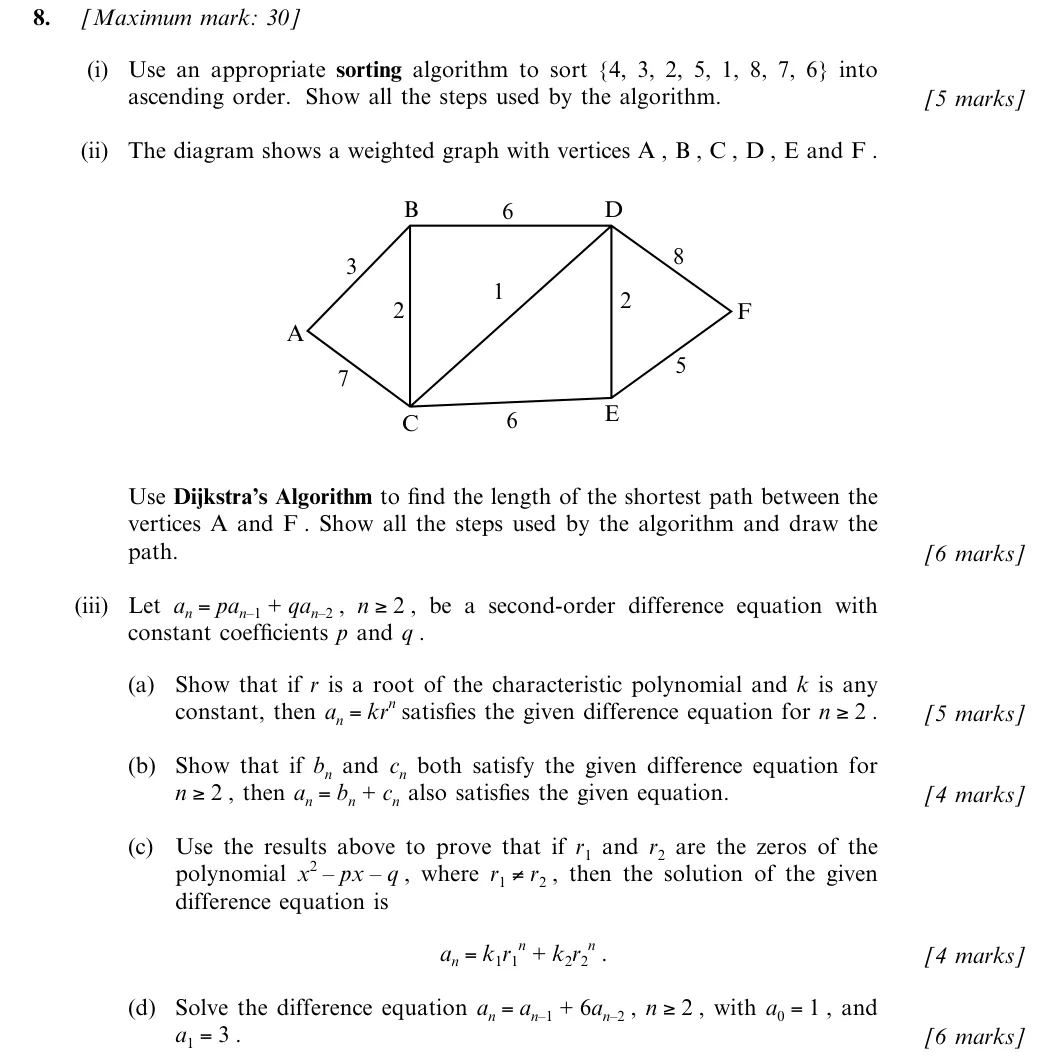 8. [Maximum mark: 30]
(i) Use an appropriate sorting algorithm to sort {4, 3, 2, 5, 1, 8, 7, 6} into
ascending order. Show all the steps used by the algorithm. [5 marks]
(ii) The diagram shows a weighted graph with vertices A , B , C , D , E and F .
B 6 D
3 8
1
2 2
A F
7 5
C 6 E
Use Dijkstra's Algorithm to find the length of the shortest path between the
vertices A and F . Show all the steps used by the algorithm and draw the
path. [6 marks]
(iii) Let aₙ = paₙ₋₁ + qaₙ₋₂ , n ≥ 2 , be a second-order difference equation with
constant coefficients p and q .
(a) Show that if r is a root of the characteristic polynomial and k is any
constant, then aₙ = krⁿ satisfies the given difference equation for n ≥ 2 . [5 marks]
(b) Show that if bₙ and cₙ both satisfy the given difference equation for
n ≥ 2 , then aₙ = bₙ + cₙ also satisfies the given equation. [4 marks]
(c) Use the results above to prove that if r₁ and r₂ are the zeros of the
polynomial x² – px – q , where r₁ ≠ r₂ , then the solution of the given
difference equation is
aₙ = k₁r₁ⁿ + k₂r₂ⁿ . [4 marks]
(d) Solve the difference equation aₙ = aₙ₋₁ + 6aₙ₋₂ , n ≥ 2 , with a₀ = 1 , and
a₁ = 3 . [6 marks]